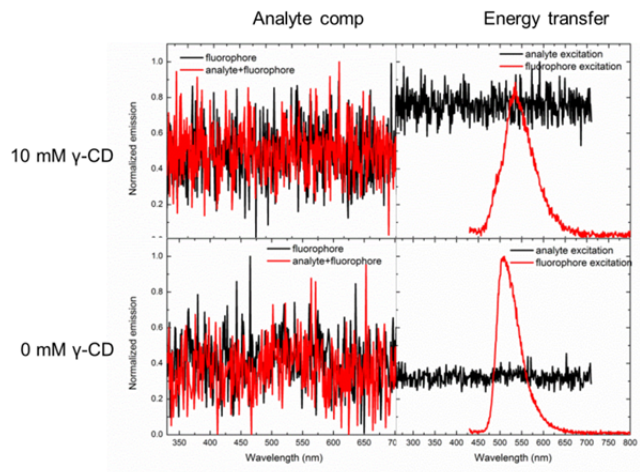 Analyte comp
Energy transfer
10 mM γ-CD
Normalized emission
1.0
0.8
0.6
0.4
0.2
0.
fluorophore
analyte+fluorophore
analyte excitation
fluorophore excitation
0 mM γ-CD
Normalized emission
1.0
0.8
0.6
0.4
0.2
0.0
fluorophore
analyte+fluorophore
analyte excitation
fluorophore excitation
350 400 450 500 550 600 650 70
300 350 400 450 500 550 600 650 700 750 800
Wavelength (nm)
Wavelength (nm)